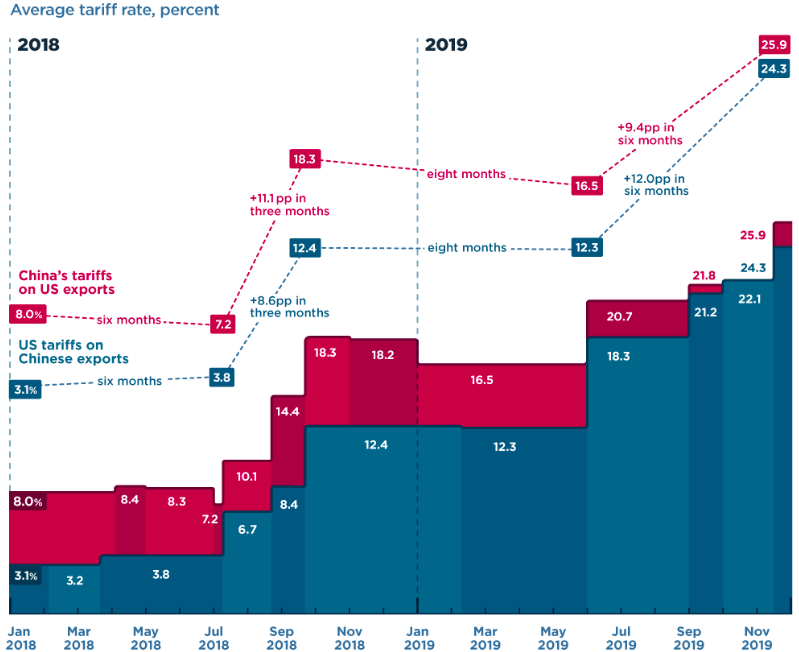 Average tariff rate, percent
2018
2019
25.9
24.3
+9.4pp in
six months
18.3
eight months
16.5
+12.0pp in
six months
+11.1pp in
three months
12.4
eight months
12.3
China's tariffs
on US exports
8.0%
six months
7.2
+8.6pp in
three months
US tariffs on
Chinese exports
3.1%
six months
3.8
25.9
24.3
21.8
22.1
21.2
20.7
18.3
18.3
18.2
16.5
14.4
12.4
12.3
10.1
8.4
8.0%
8.4
8.3
7.2
6.7
3.1%
3.2
3.8
Jan
2018
Mar
2018
May
2018
Jul
2018
Sep
2018
Nov
2018
Jan
2019
Mar
2019
May
2019
Jul
2019
Sep
2019
Nov
2019